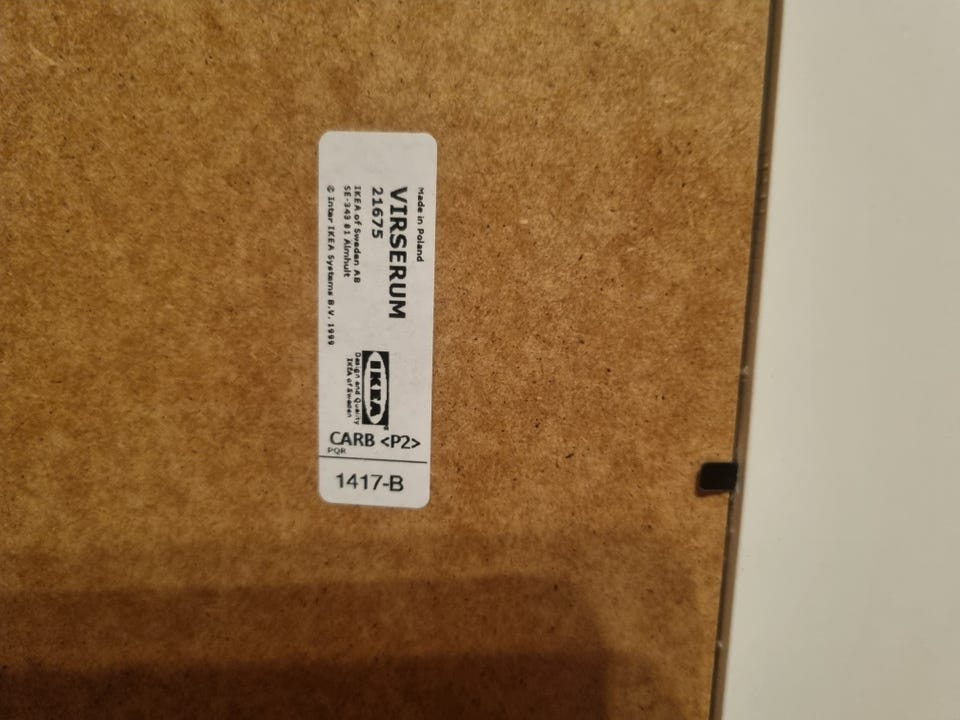 Made in Poland
VIRSERUM
21675
IKEA of Sweden AB
SE-343 81 Älmhult
© Inter IKEA Systems B.V. 1999
IKEA
Design and Quality
IKEA of Sweden
CARB <P2>
PQR
1417-B